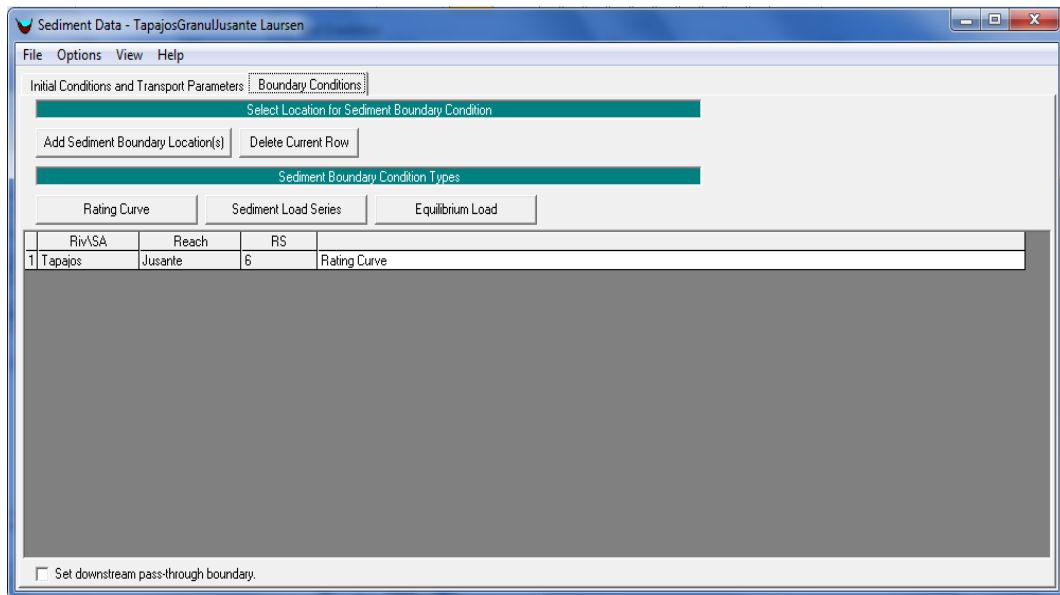 Sediment Data - TapajosGranulJusante Laursen
File Options View Help
Initial Conditions and Transport Parameters Boundary Conditions
Select Location for Sediment Boundary Condition
Add Sediment Boundary Location(s) Delete Current Row
Sediment Boundary Condition Types
Rating Curve Sediment Load Series Equilibrium Load
Riv\SA Reach RS
1 Tapajos Jusante 6 Rating Curve
Set downstream pass-through boundary.